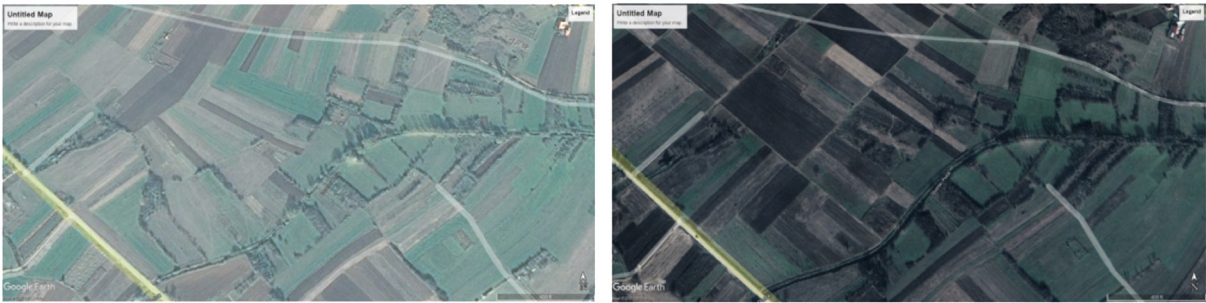 Untitled Map
Write a description for your map.
Legend
Google Earth
N
Untitled Map
Write a description for your map.
Legend
Google Earth
N